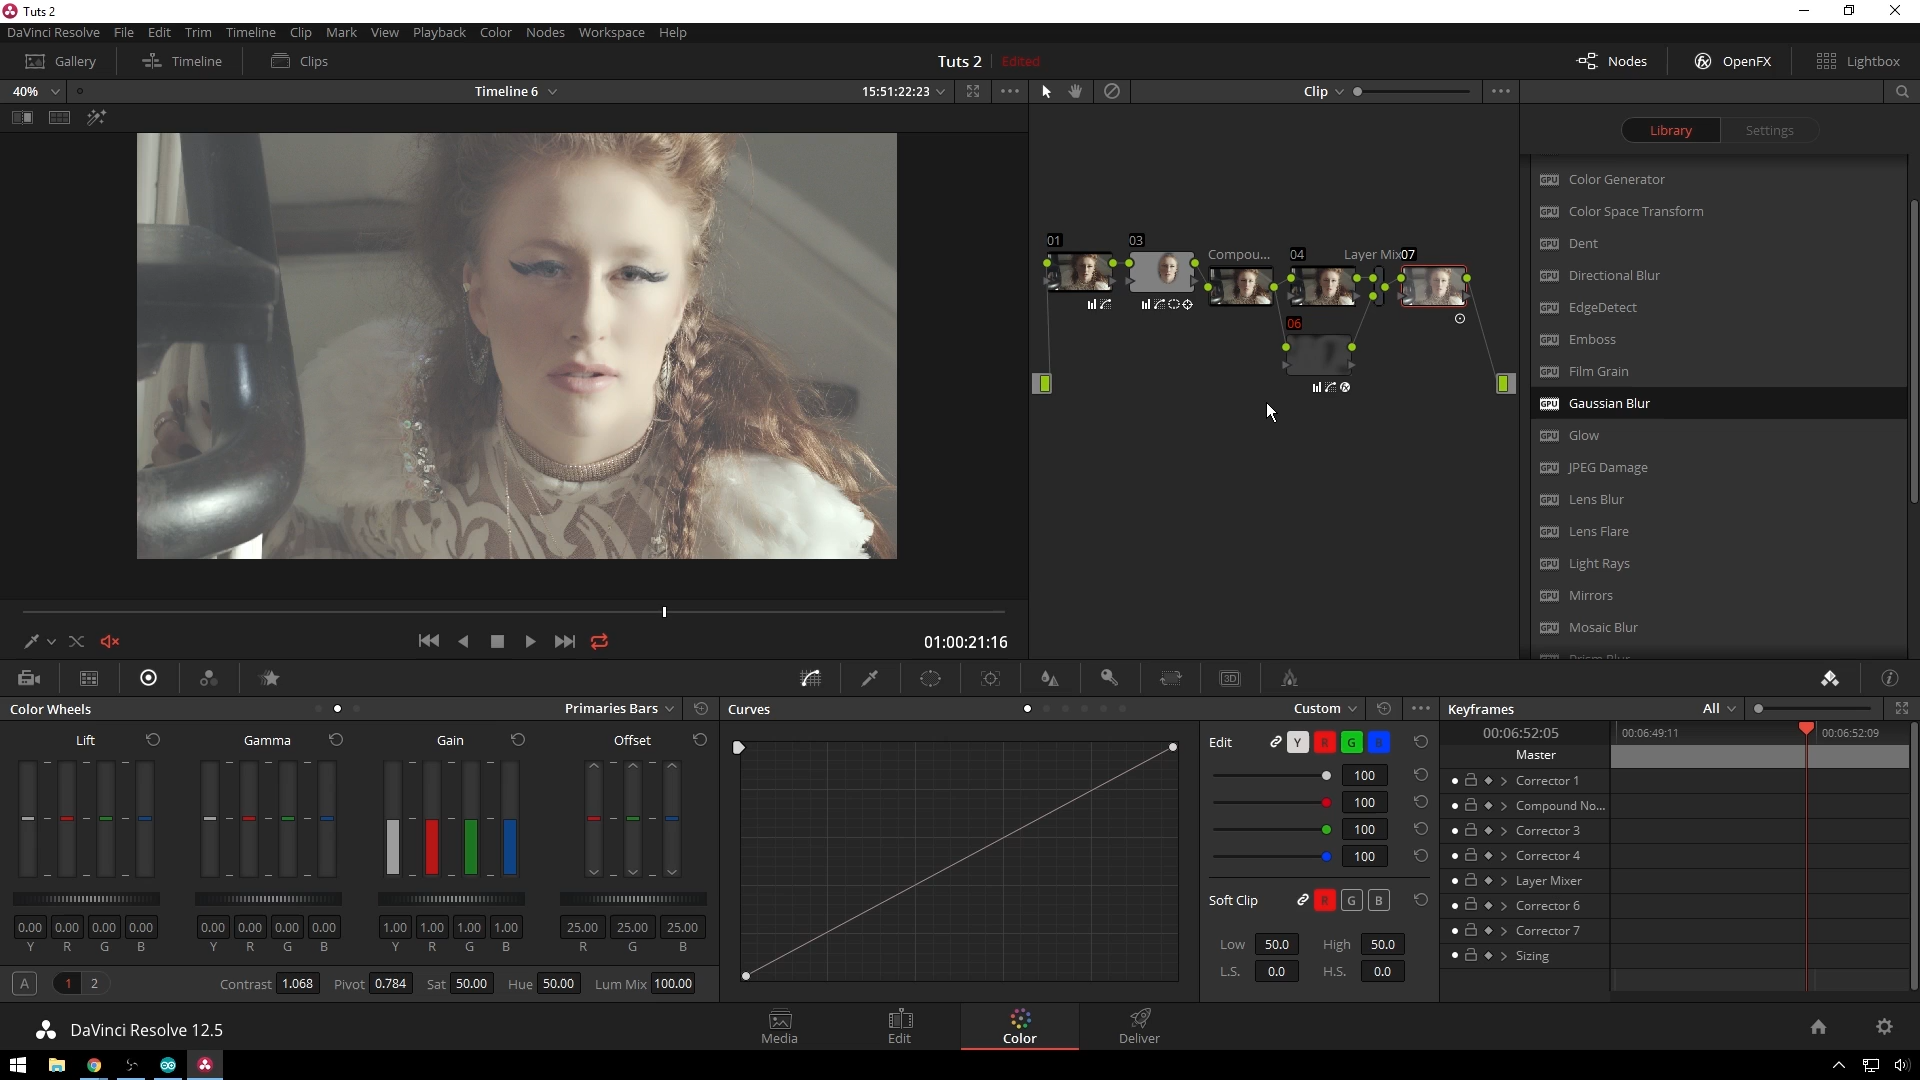 Tuts 2
DaVinci Resolve File Edit Trim Timeline Clip Mark View Playback Color Nodes Workspace Help
Gallery Timeline Clips Tuts 2 Edited Nodes OpenFX Lightbox
40% Timeline 6 15:51:22:23 Clip
Library Settings
Color Generator
Color Space Transform
Dent
Directional Blur
EdgeDetect
Emboss
Film Grain
Gaussian Blur
Glow
JPEG Damage
Lens Blur
Lens Flare
Light Rays
Mirrors
Mosaic Blur
Prism Blur
01 03 Compou... 04 Layer Mix 07
06
01:00:21:16
3D
Color Wheels Primaries Bars
Lift Gamma Gain Offset
0.00 0.00 0.00 0.00 0.00 0.00 0.00 0.00 1.00 1.00 1.00 1.00 25.00 25.00 25.00
Y R G B Y R G B Y R G B R G B
A 1 2 Contrast 1.068 Pivot 0.784 Sat 50.00 Hue 50.00 Lum Mix 100.00
Curves Custom
Edit Y R G B
100
100
100
100
Soft Clip R G B
Low 50.0 High 50.0
L.S. 0.0 H.S. 0.0
Keyframes All
00:06:52:05 00:06:49:11 00:06:52:09
Master
Corrector 1
Compound No...
Corrector 3
Corrector 4
Layer Mixer
Corrector 6
Corrector 7
Sizing
DaVinci Resolve 12.5 Media Edit Color Deliver